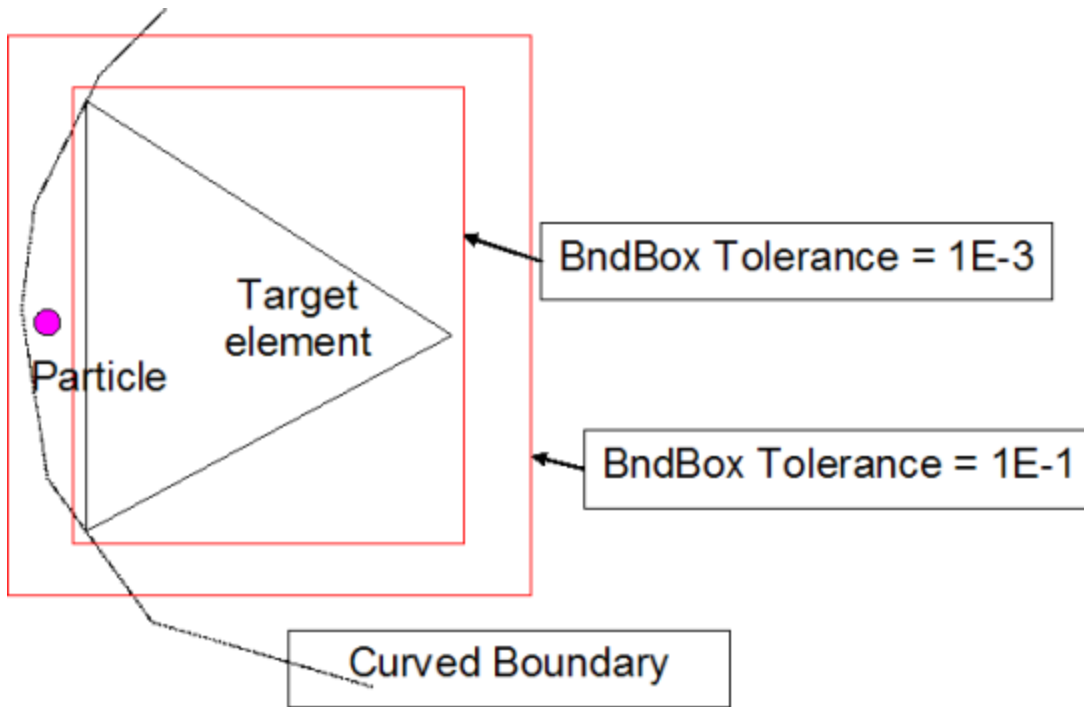 BndBox Tolerance = 1E-3
Target
element
Particle
BndBox Tolerance = 1E-1
Curved Boundary